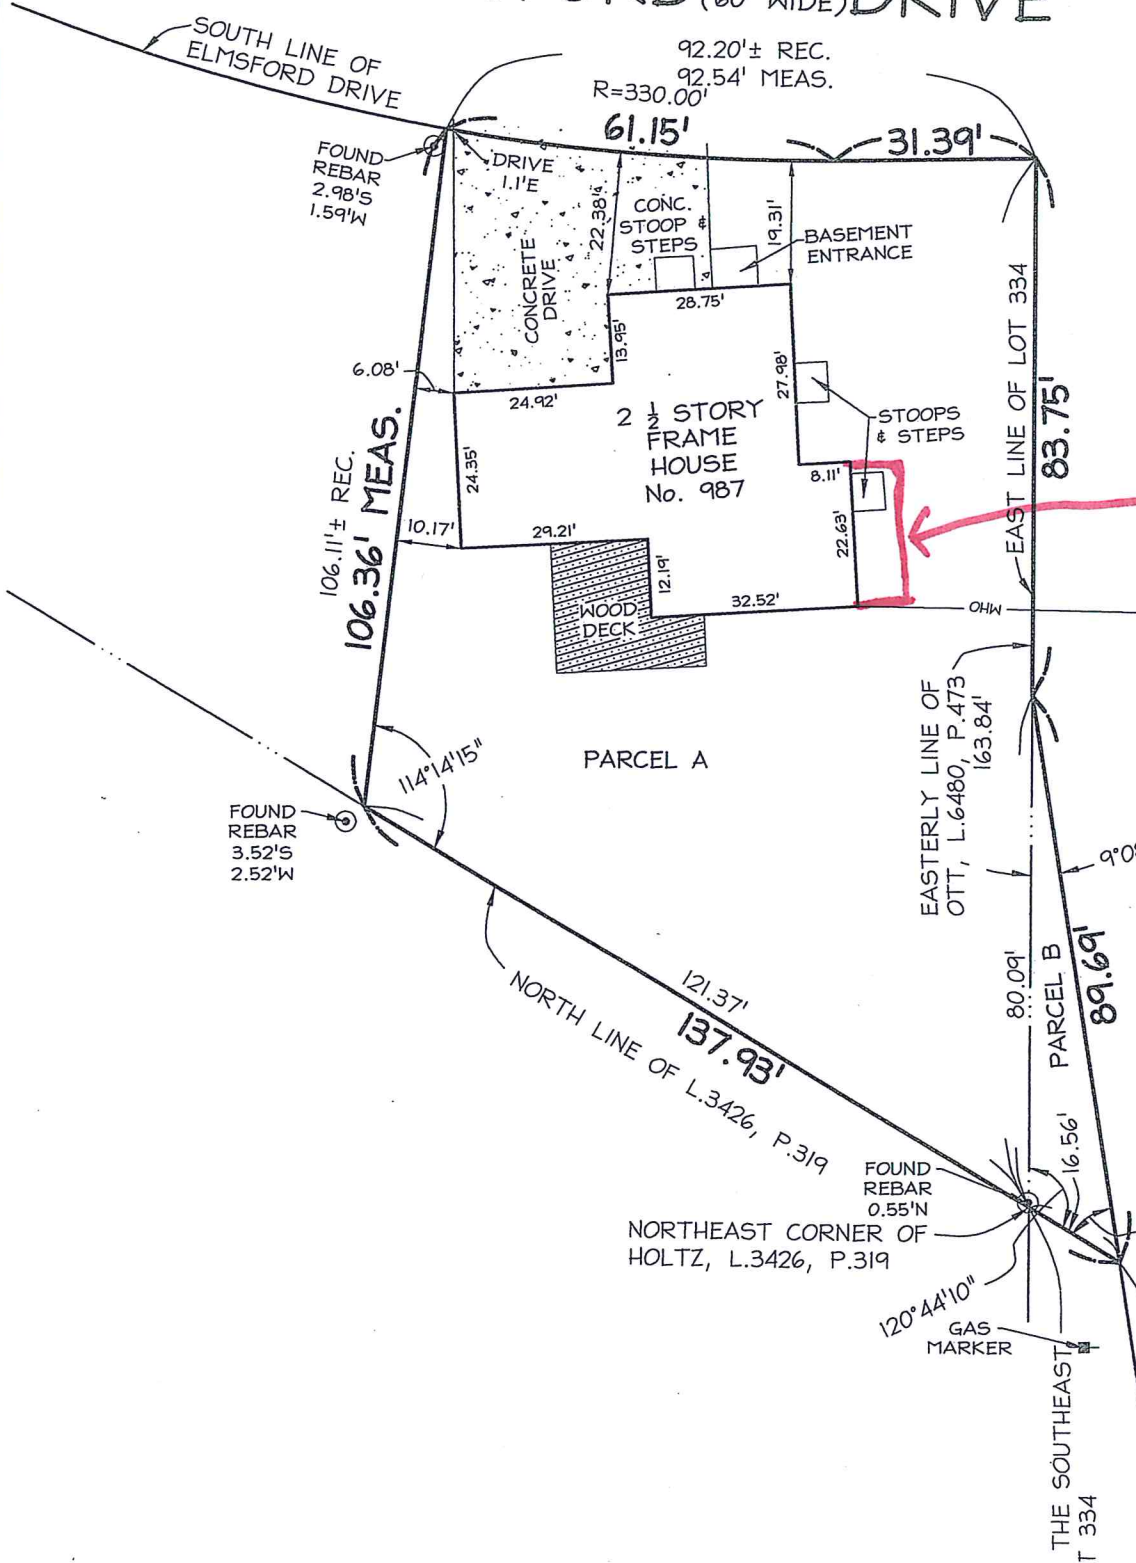 (60' WIDE) DRIVE
SOUTH LINE OF
ELMSFORD DRIVE
92.20'± REC.
92.54' MEAS.
R=330.00'
61.15'
31.39'
FOUND
REBAR
2.98'S
1.59'W
DRIVE
1.1'E
CONCRETE
DRIVE
22.38'
CONC.
STOOP &
STEPS
19.31'
BASEMENT
ENTRANCE
28.75'
13.95'
27.98'
6.08'
24.92'
2 ½ STORY
FRAME
HOUSE
No. 987
STOOPS
& STEPS
8.11'
22.63'
EAST LINE OF LOT 334
83.75'
106.11'± REC.
106.36' MEAS.
24.35'
10.17'
29.21'
12.19'
32.52'
WOOD
DECK
OHW
EASTERLY LINE OF
OTT, L.6480, P.473
163.84'
114°14'15"
PARCEL A
FOUND
REBAR
3.52'S
2.52'W
80.09'
PARCEL B
89.69'
121.37'
137.93'
NORTH LINE OF L.3426, P.319
16.56'
FOUND
REBAR
0.55'N
NORTHEAST CORNER OF
HOLTZ, L.3426, P.319
120°44'10"
GAS
MARKER
THE SOUTHEAST
T 334